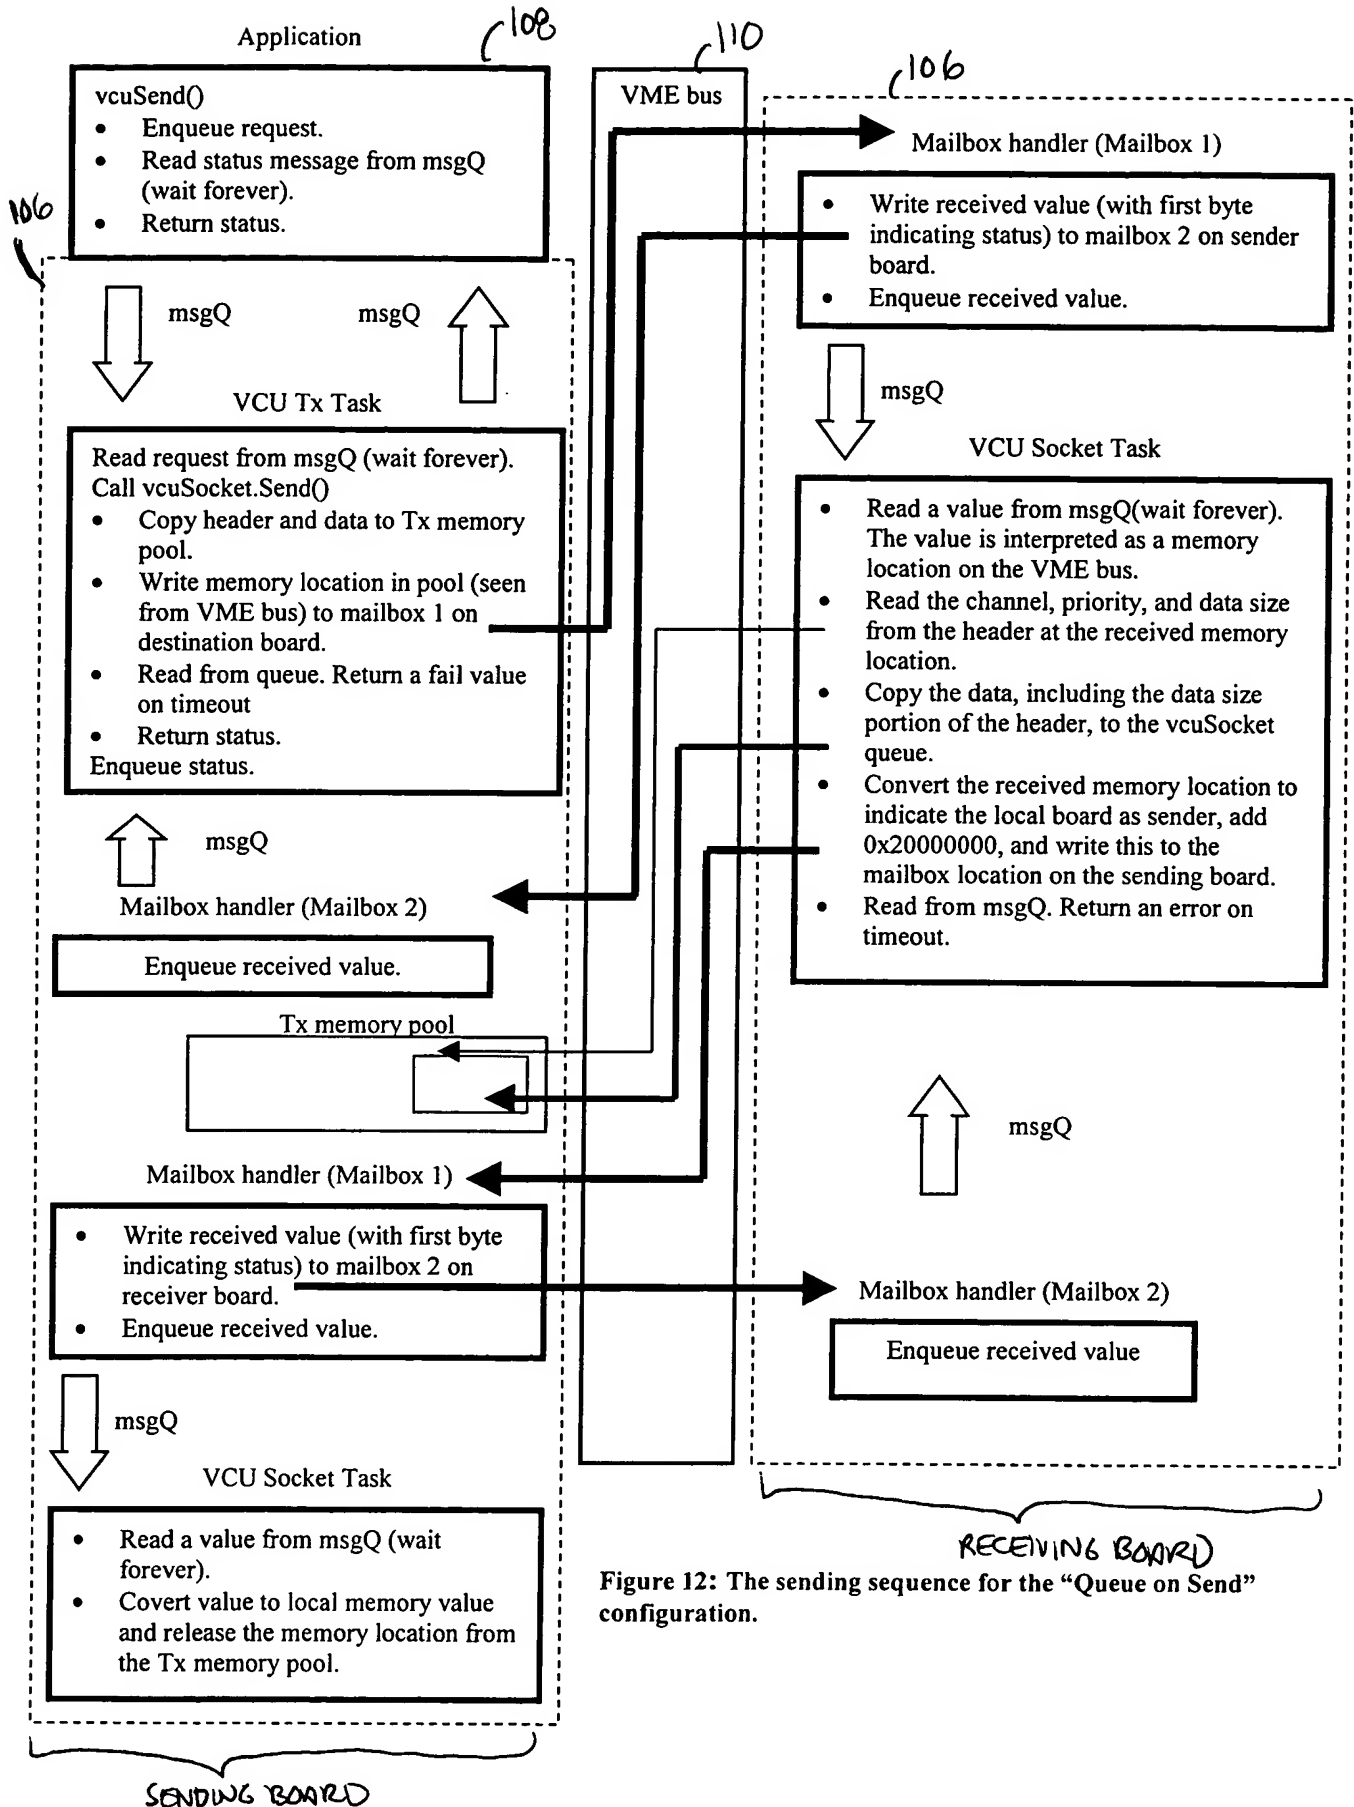 Application
108
vcuSend()
• Enqueue request.
• Read status message from msgQ
(wait forever).
• Return status.
106
msgQ
msgQ
VCU Tx Task
Read request from msgQ (wait forever).
Call vcuSocket.Send()
• Copy header and data to Tx memory
pool.
• Write memory location in pool (seen
from VME bus) to mailbox 1 on
destination board.
• Read from queue. Return a fail value
on timeout
• Return status.
Enqueue status.
msgQ
Mailbox handler (Mailbox 2)
Enqueue received value.
Tx memory pool
Mailbox handler (Mailbox 1)
• Write received value (with first byte
indicating status) to mailbox 2 on
receiver board.
• Enqueue received value.
msgQ
VCU Socket Task
• Read a value from msgQ (wait
forever).
• Covert value to local memory value
and release the memory location from
the Tx memory pool.
SENDING BOARD
110
VME bus
106
Mailbox handler (Mailbox 1)
• Write received value (with first byte
indicating status) to mailbox 2 on sender
board.
• Enqueue received value.
msgQ
VCU Socket Task
• Read a value from msgQ(wait forever).
The value is interpreted as a memory
location on the VME bus.
• Read the channel, priority, and data size
from the header at the received memory
location.
• Copy the data, including the data size
portion of the header, to the vcuSocket
queue.
• Convert the received memory location to
indicate the local board as sender, add
0x20000000, and write this to the
mailbox location on the sending board.
• Read from msgQ. Return an error on
timeout.
msgQ
Mailbox handler (Mailbox 2)
Enqueue received value
RECEIVING BOARD
Figure 12: The sending sequence for the “Queue on Send”
configuration.